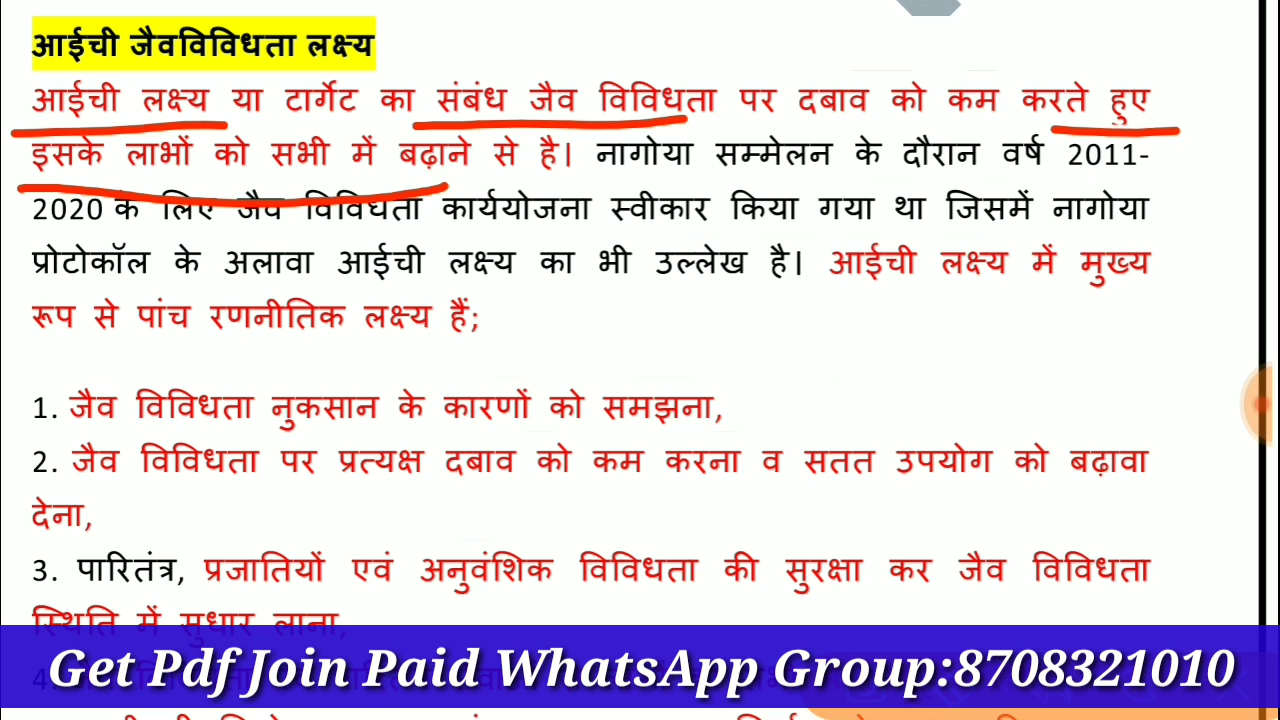 आईची जैवविविधता लक्ष्य
आईची लक्ष्य या टार्गेट का संबंध जैव विविधता पर दबाव को कम करते हुए
इसके लाभों को सभी में बढ़ाने से है। नागोया सम्मेलन के दौरान वर्ष 2011-
2020 के लिए जैव विविधता कार्ययोजना स्वीकार किया गया था जिसमें नागोया
प्रोटोकॉल के अलावा आईची लक्ष्य का भी उल्लेख है। आईची लक्ष्य में मुख्य
रूप से पांच रणनीतिक लक्ष्य हैं;
1. जैव विविधता नुकसान के कारणों को समझना,
2. जैव विविधता पर प्रत्यक्ष दबाव को कम करना व सतत उपयोग को बढ़ावा
देना,
3. पारितंत्र, प्रजातियों एवं अनुवंशिक विविधता की सुरक्षा कर जैव विविधता
स्थिति में सुधार लाना,
Get Pdf Join Paid WhatsApp Group:8708321010